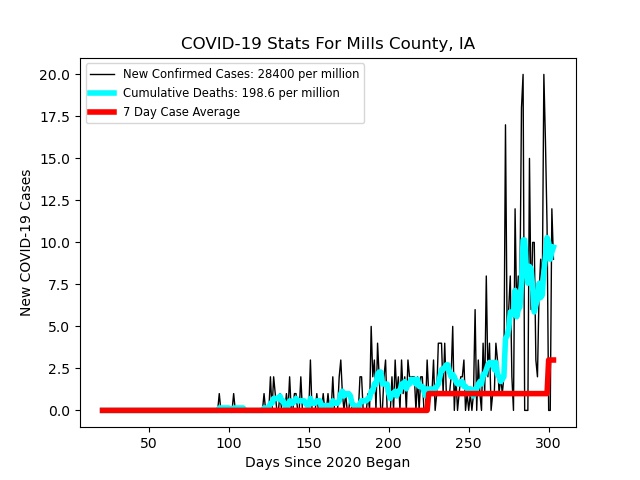 COVID-19 Stats For Mills County, IA
New Confirmed Cases: 28400 per million
Cumulative Deaths: 198.6 per million
7 Day Case Average
New COVID-19 Cases
20.0
17.5
15.0
12.5
10.0
7.5
5.0
2.5
0.0
50 100 150 200 250 300
Days Since 2020 Began